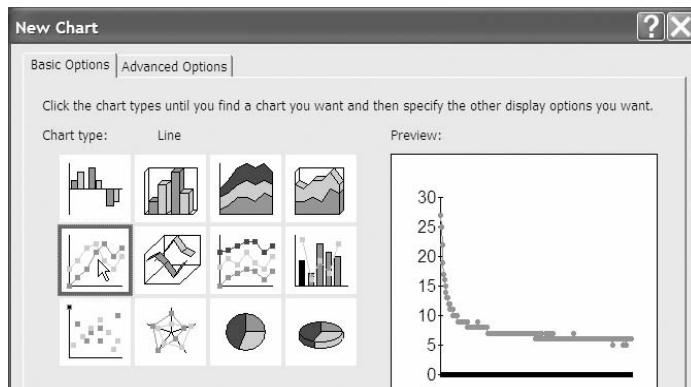 New Chart
?
Basic Options
Advanced Options
Click the chart types until you find a chart you want and then specify the other display options you want.
Chart type: Line
Preview:
30
25
20
15
10
5
0